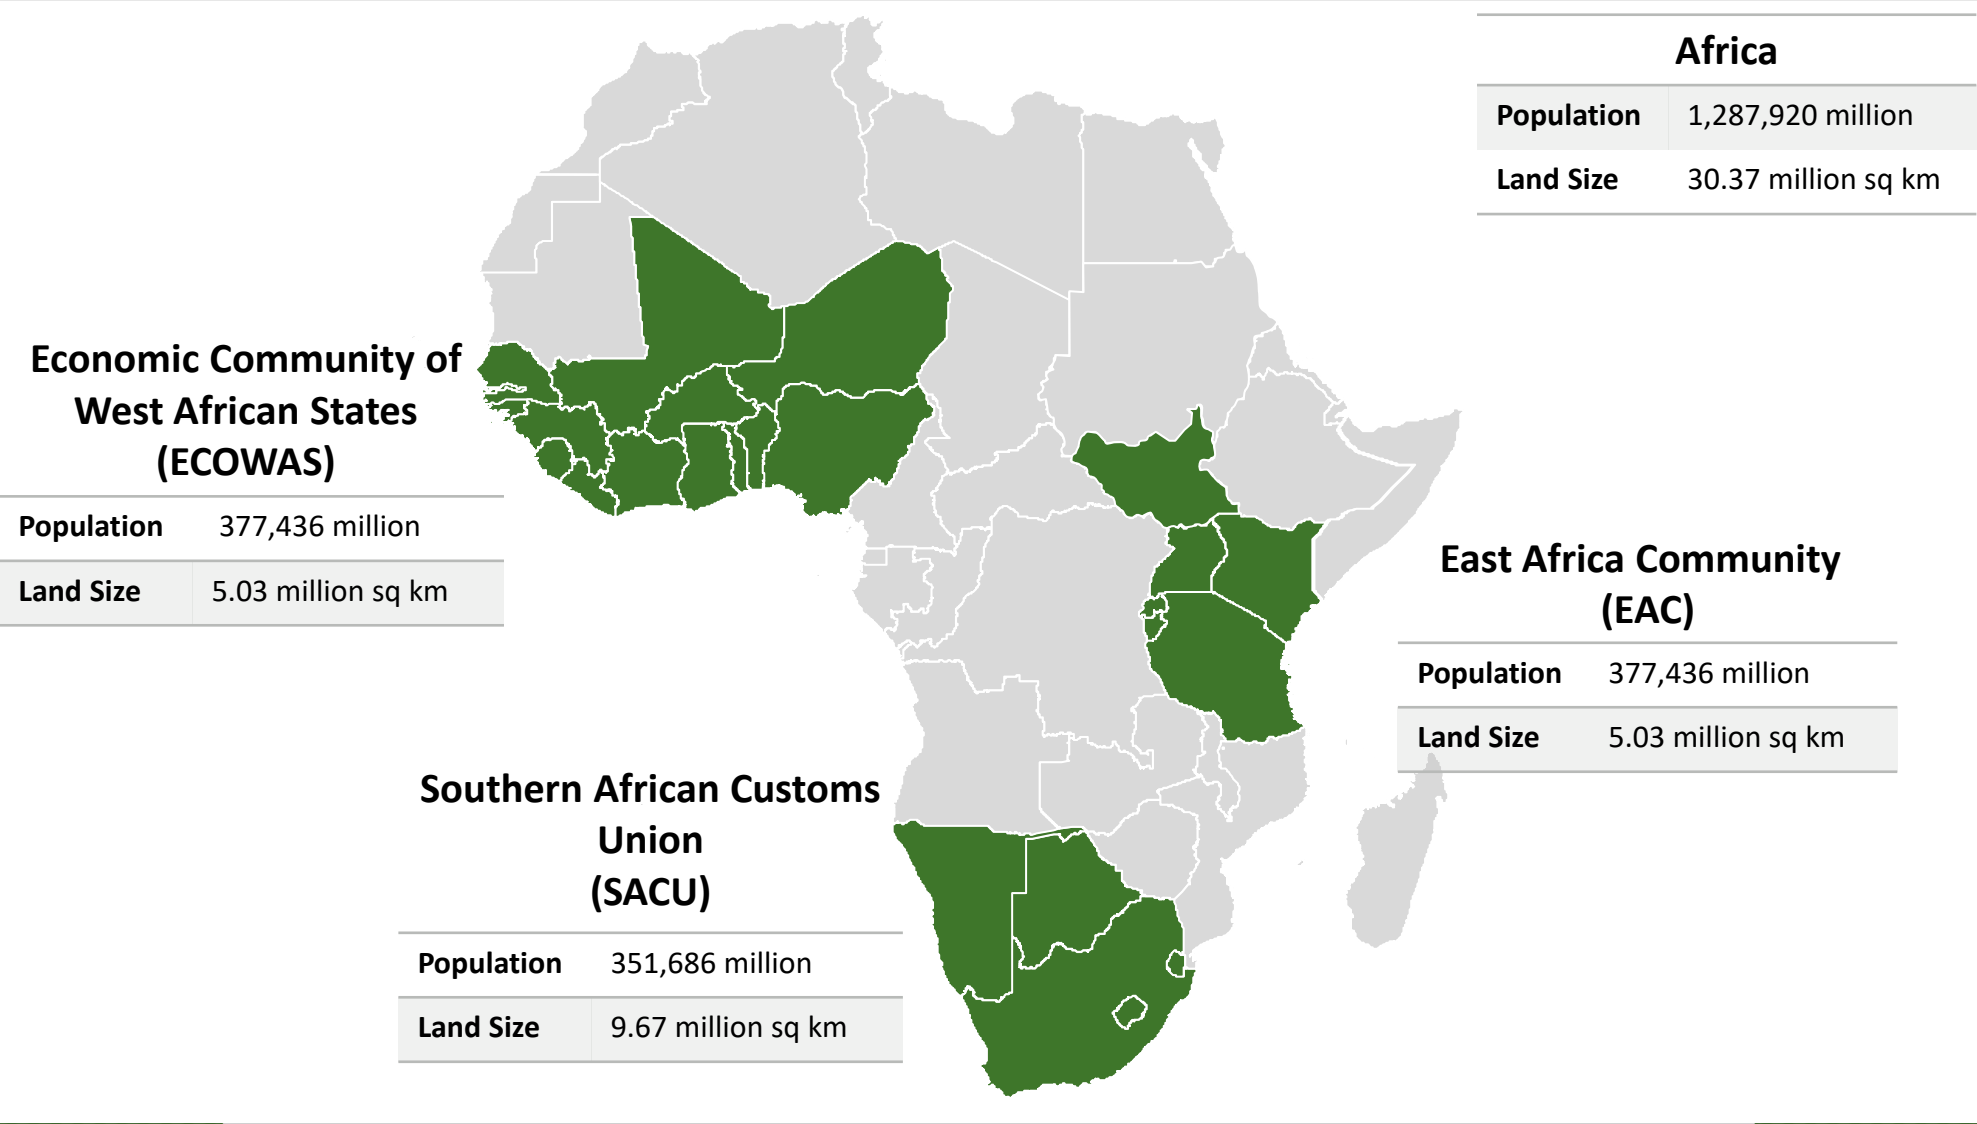 Africa
Population 1,287,920 million
Land Size 30.37 million sq km
Economic Community of
West African States
(ECOWAS)
Population 377,436 million
Land Size 5.03 million sq km
East Africa Community
(EAC)
Population 377,436 million
Land Size 5.03 million sq km
Southern African Customs
Union
(SACU)
Population 351,686 million
Land Size 9.67 million sq km